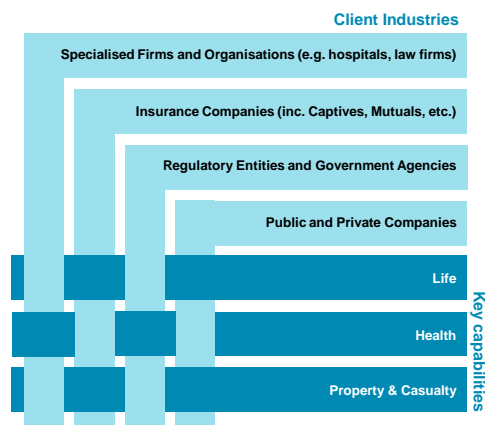 Client Industries
Specialised Firms and Organisations (e.g. hospitals, law firms)
Insurance Companies (inc. Captives, Mutuals, etc.)
Regulatory Entities and Government Agencies
Public and Private Companies
Life
Health
Property & Casualty
Key capabilities